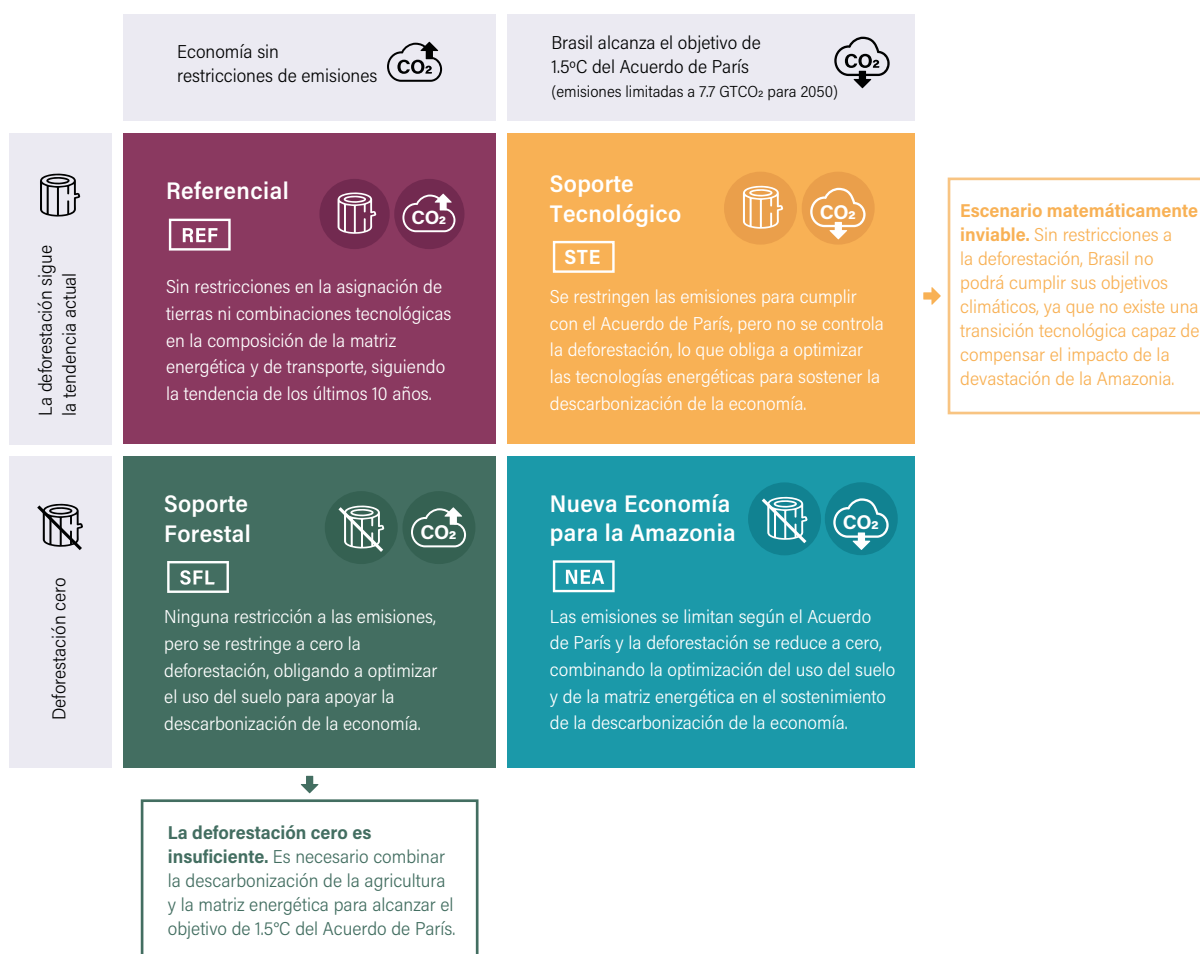 Economía sin
restricciones de emisiones
CO₂
Brasil alcanza el objetivo de
1.5ºC del Acuerdo de París
(emisiones limitadas a 7.7 GTCO₂ para 2050)
CO₂
La deforestación sigue
la tendencia actual
Referencial
CO₂
REF
Sin restricciones en la asignación de
tierras ni combinaciones tecnológicas
en la composición de la matriz
energética y de transporte, siguiendo
la tendencia de los últimos 10 años.
Soporte
Tecnológico
CO₂
STE
Se restringen las emisiones para cumplir
con el Acuerdo de París, pero no se controla
la deforestación, lo que obliga a optimizar
las tecnologías energéticas para sostener la
descarbonización de la economía.
Escenario matemáticamente
inviable. Sin restricciones a
la deforestación, Brasil no
podrá cumplir sus objetivos
climáticos, ya que no existe una
transición tecnológica capaz de
compensar el impacto de la
devastación de la Amazonia.
Deforestación cero
Soporte
Forestal
CO₂
SFL
Ninguna restricción a las emisiones,
pero se restringe a cero la
deforestación, obligando a optimizar
el uso del suelo para apoyar la
descarbonización de la economía.
Nueva Economía
para la Amazonia
CO₂
NEA
Las emisiones se limitan según el Acuerdo
de París y la deforestación se reduce a cero,
combinando la optimización del uso del suelo
y de la matriz energética en el sostenimiento
de la descarbonización de la economía.
La deforestación cero es
insuficiente. Es necesario combinar
la descarbonización de la agricultura
y la matriz energética para alcanzar el
objetivo de 1.5°C del Acuerdo de París.